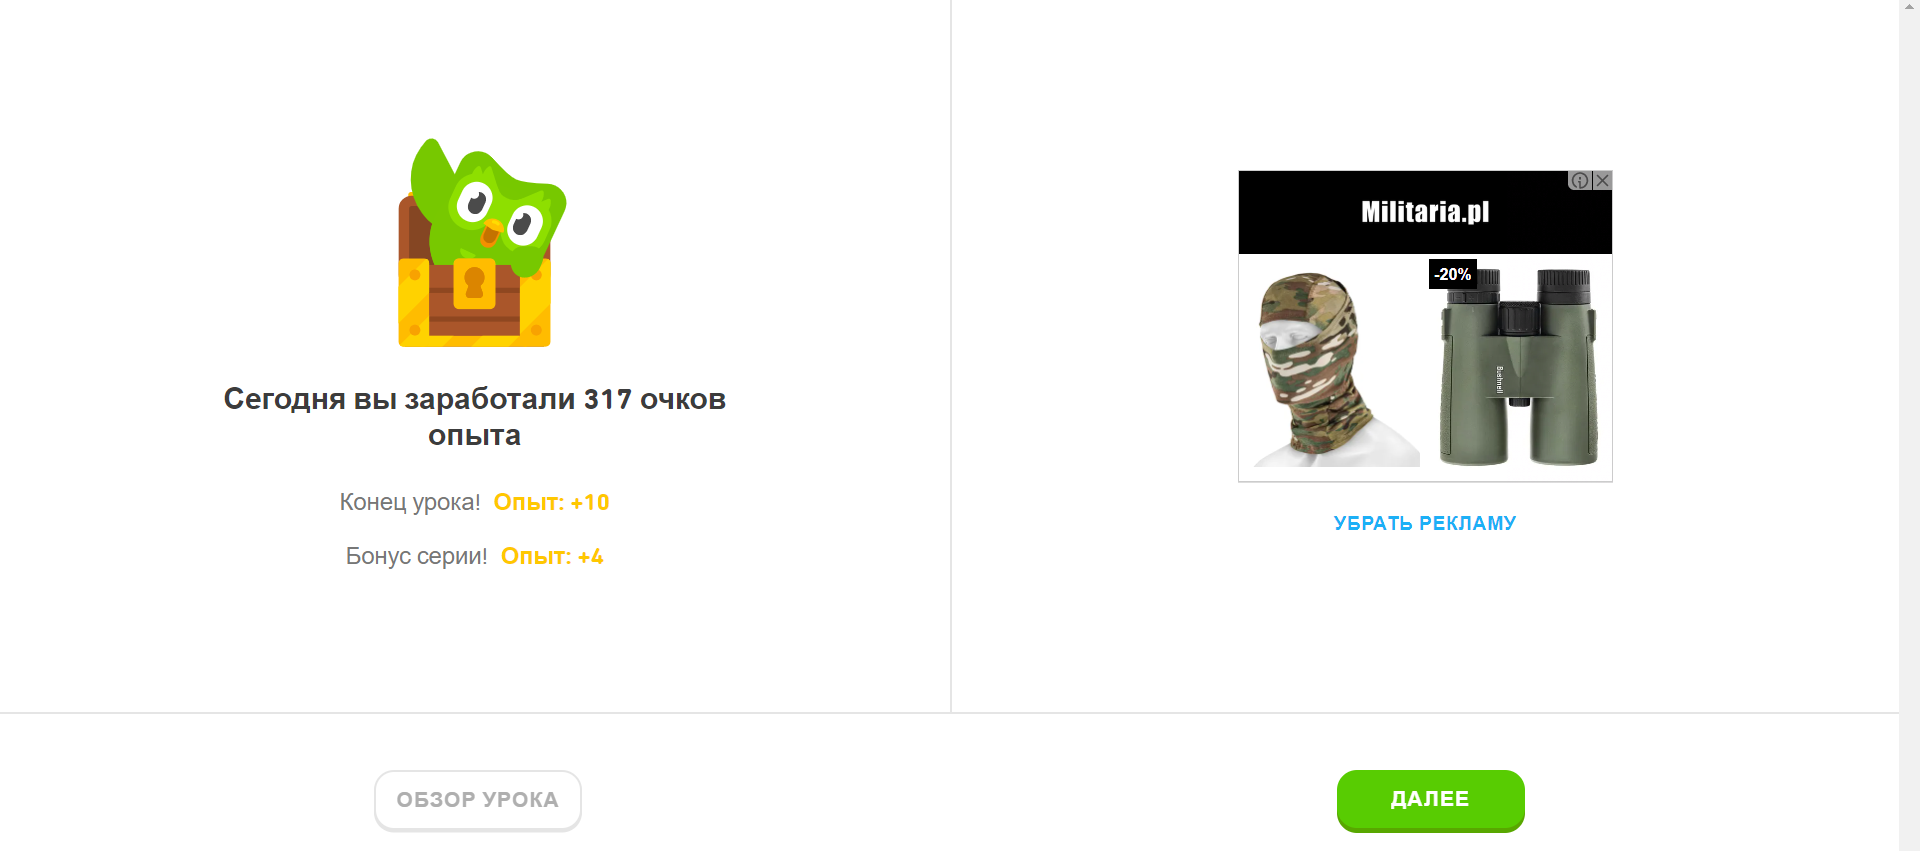 Сегодня вы заработали 317 очков
опыта
Конец урока! Опыт: +10
Бонус серии! Опыт: +4
Militaria.pl
-20%
Bushnell
УБРАТЬ РЕКЛАМУ
ОБЗОР УРОКА
ДАЛЕЕ